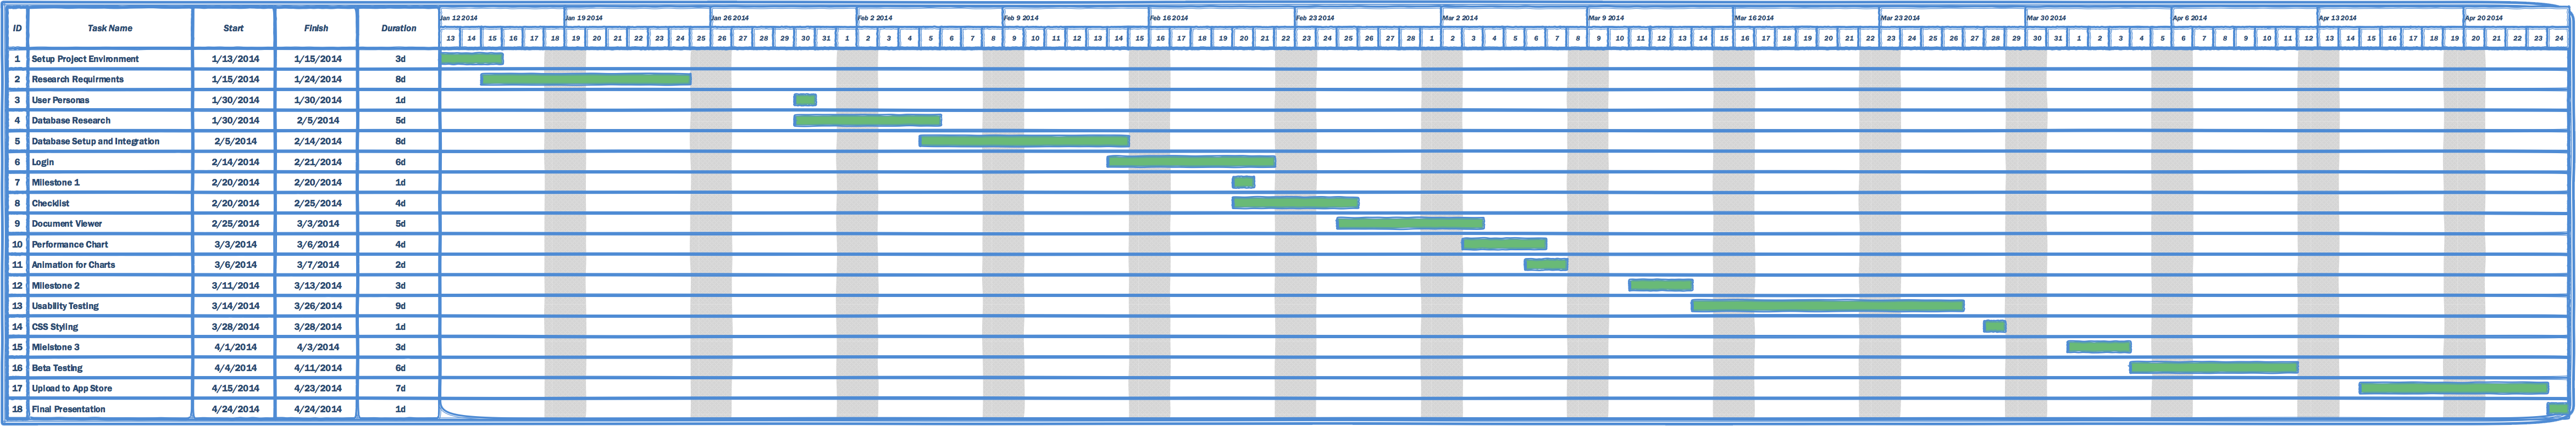 ID Task Name Start Finish Duration Jan 12 2014 Jan 19 2014 Jan 26 2014 Feb 2 2014 Feb 9 2014 Feb 16 2014 Feb 23 2014 Mar 2 2014 Mar 9 2014 Mar 16 2014 Mar 23 2014 Mar 30 2014 Apr 6 2014 Apr 13 2014 Apr 20 2014
13 14 15 16 17 18 19 20 21 22 23 24 25 26 27 28 29 30 31 1 2 3 4 5 6 7 8 9 10 11 12 13 14 15 16 17 18 19 20 21 22 23 24 25 26 27 28 1 2 3 4 5 6 7 8 9 10 11 12 13 14 15 16 17 18 19 20 21 22 23 24 25 26 27 28 29 30 31 1 2 3 4 5 6 7 8 9 10 11 12 13 14 15 16 17 18 19 20 21 22 23 24
1 Setup Project Environment 1/13/2014 1/15/2014 3d
2 Research Requirments 1/15/2014 1/24/2014 8d
3 User Personas 1/30/2014 1/30/2014 1d
4 Database Research 1/30/2014 2/5/2014 5d
5 Database Setup and Integration 2/5/2014 2/14/2014 8d
6 Login 2/14/2014 2/21/2014 6d
7 Milestone 1 2/20/2014 2/20/2014 1d
8 Checklist 2/20/2014 2/25/2014 4d
9 Document Viewer 2/25/2014 3/3/2014 5d
10 Performance Chart 3/3/2014 3/6/2014 4d
11 Animation for Charts 3/6/2014 3/7/2014 2d
12 Milestone 2 3/11/2014 3/13/2014 3d
13 Usability Testing 3/14/2014 3/26/2014 9d
14 CSS Styling 3/28/2014 3/28/2014 1d
15 Mielstone 3 4/1/2014 4/3/2014 3d
16 Beta Testing 4/4/2014 4/11/2014 6d
17 Upload to App Store 4/15/2014 4/23/2014 7d
18 Final Presentation 4/24/2014 4/24/2014 1d